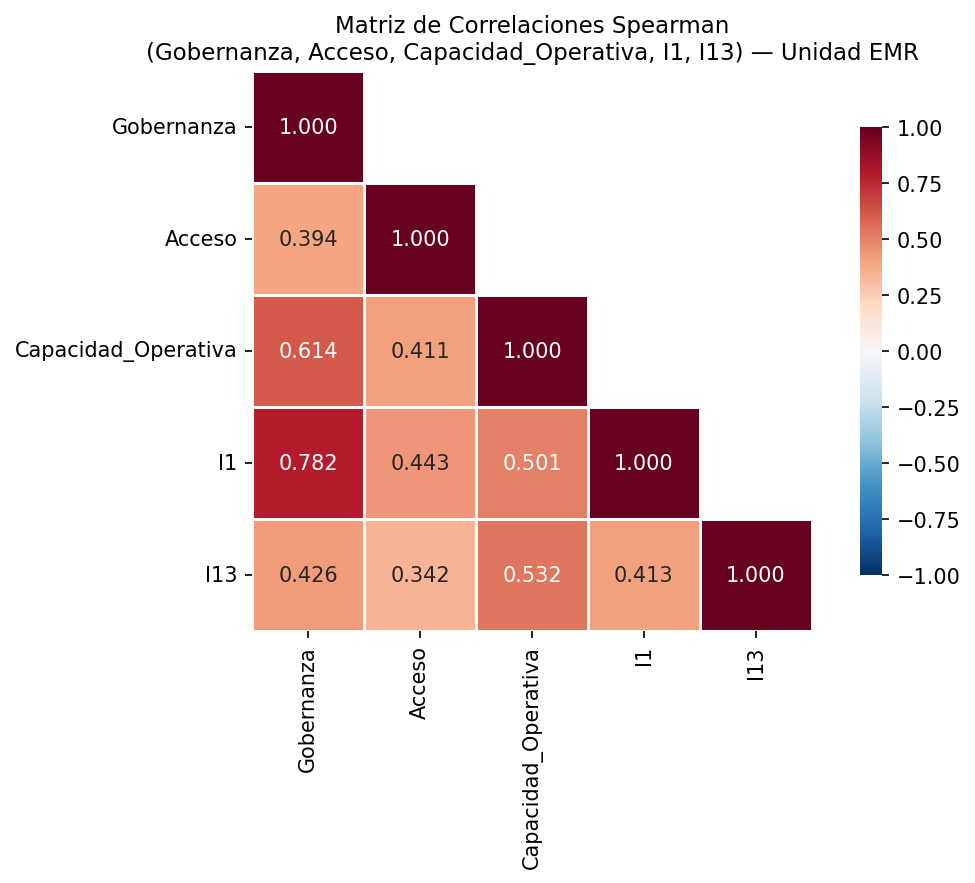 Matriz de Correlaciones Spearman
(Gobernanza, Acceso, Capacidad_Operativa, I1, I13) — Unidad EMR
Gobernanza 1.000
Acceso 0.394 1.000
Capacidad_Operativa 0.614 0.411 1.000
I1 0.782 0.443 0.501 1.000
I13 0.426 0.342 0.532 0.413 1.000
Gobernanza
Acceso
Capacidad_Operativa
I1
I13
1.00
0.75
0.50
0.25
0.00
−0.25
−0.50
−0.75
−1.00